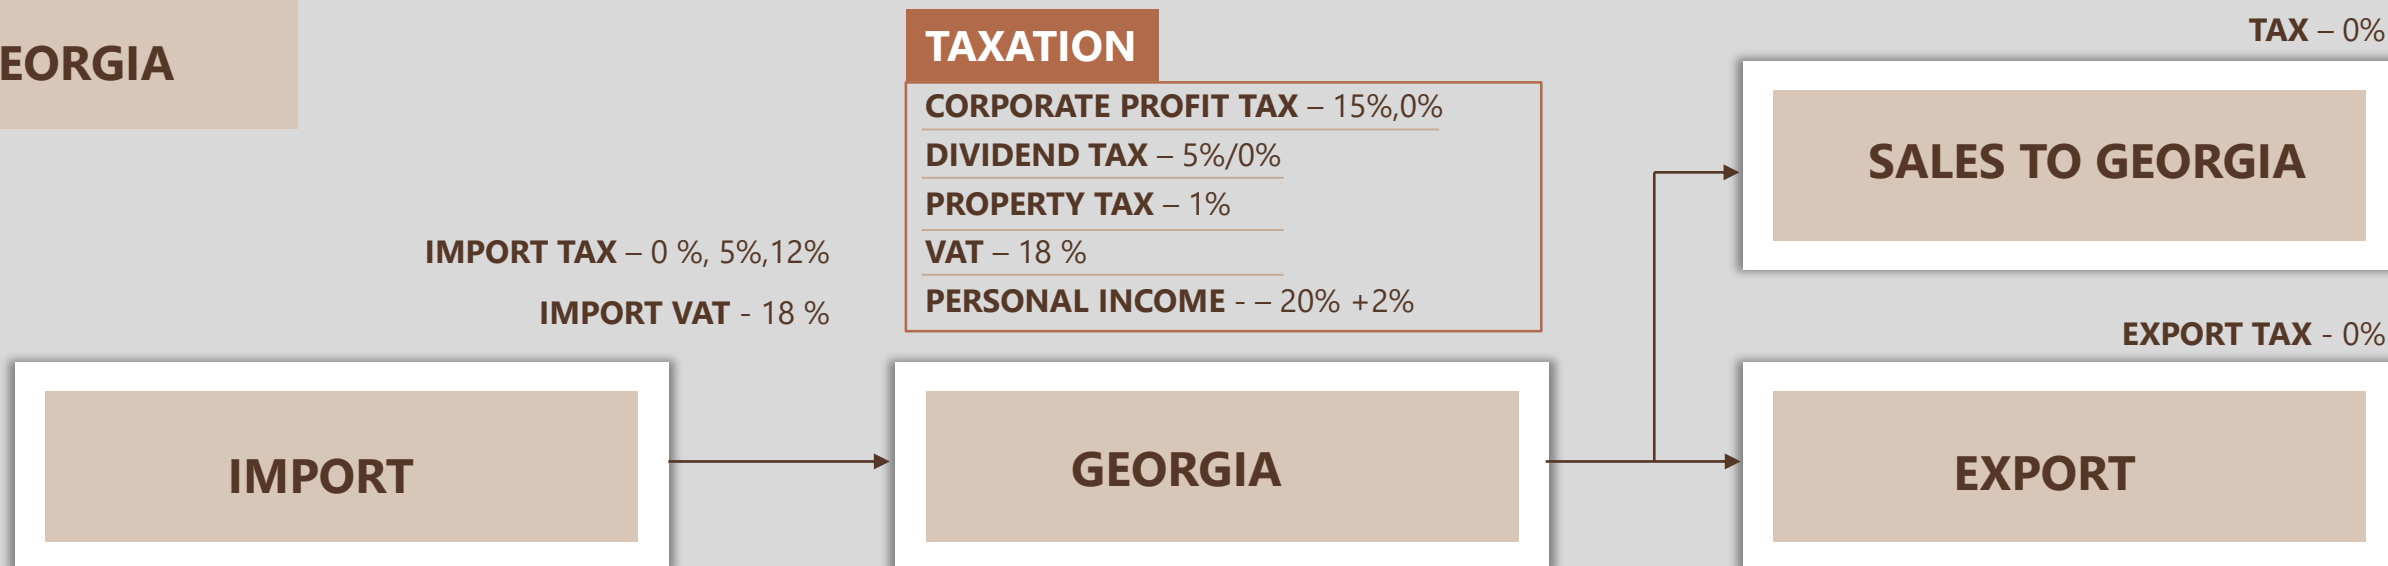 EORGIA
TAXATION
CORPORATE PROFIT TAX – 15%,0%
DIVIDEND TAX – 5%/0%
PROPERTY TAX – 1%
VAT – 18 %
PERSONAL INCOME - – 20% +2%
IMPORT TAX – 0 %, 5%,12%
IMPORT VAT - 18 %
TAX – 0%
SALES TO GEORGIA
EXPORT TAX - 0%
IMPORT
GEORGIA
EXPORT